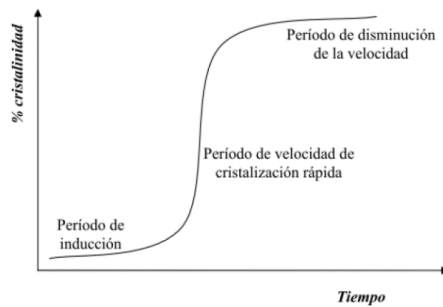 % cristalinidad
Período de disminución
de la velocidad
Período de velocidad de
cristalización rápida
Período de
inducción
Tiempo